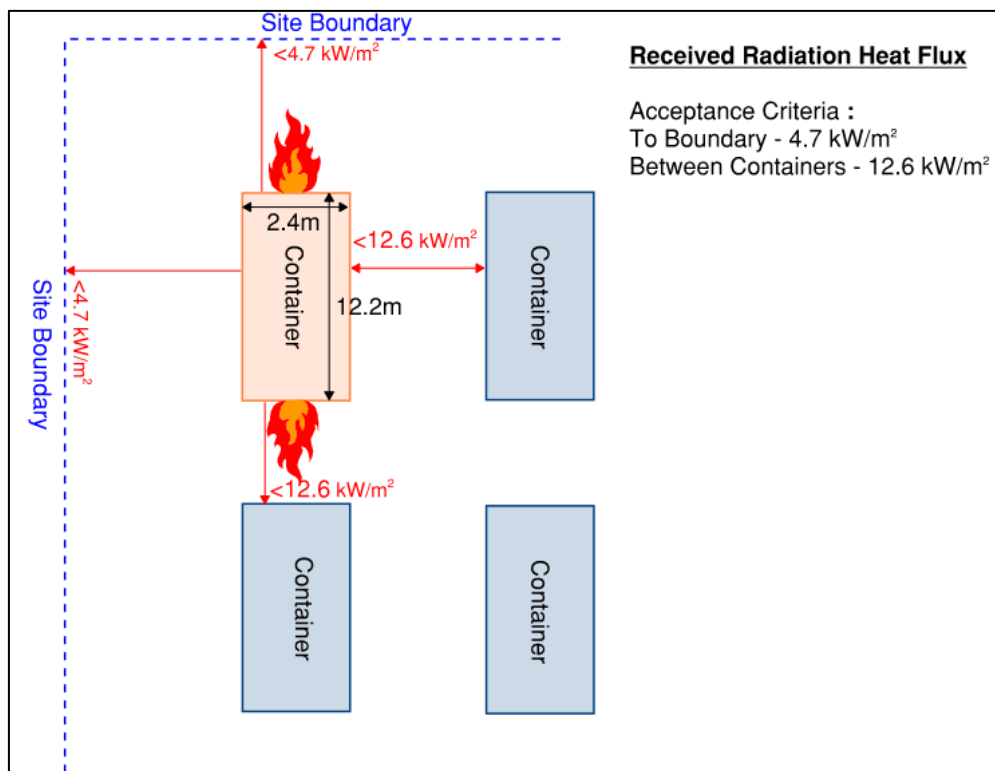 Site Boundary
<4.7 kW/m²
Received Radiation Heat Flux
Acceptance Criteria :
To Boundary - 4.7 kW/m²
Between Containers - 12.6 kW/m²
2.4m
<12.6 kW/m²
Container
12.2m
Container
Site Boundary
<4.7 kW/m²
<12.6 kW/m²
Container
Container